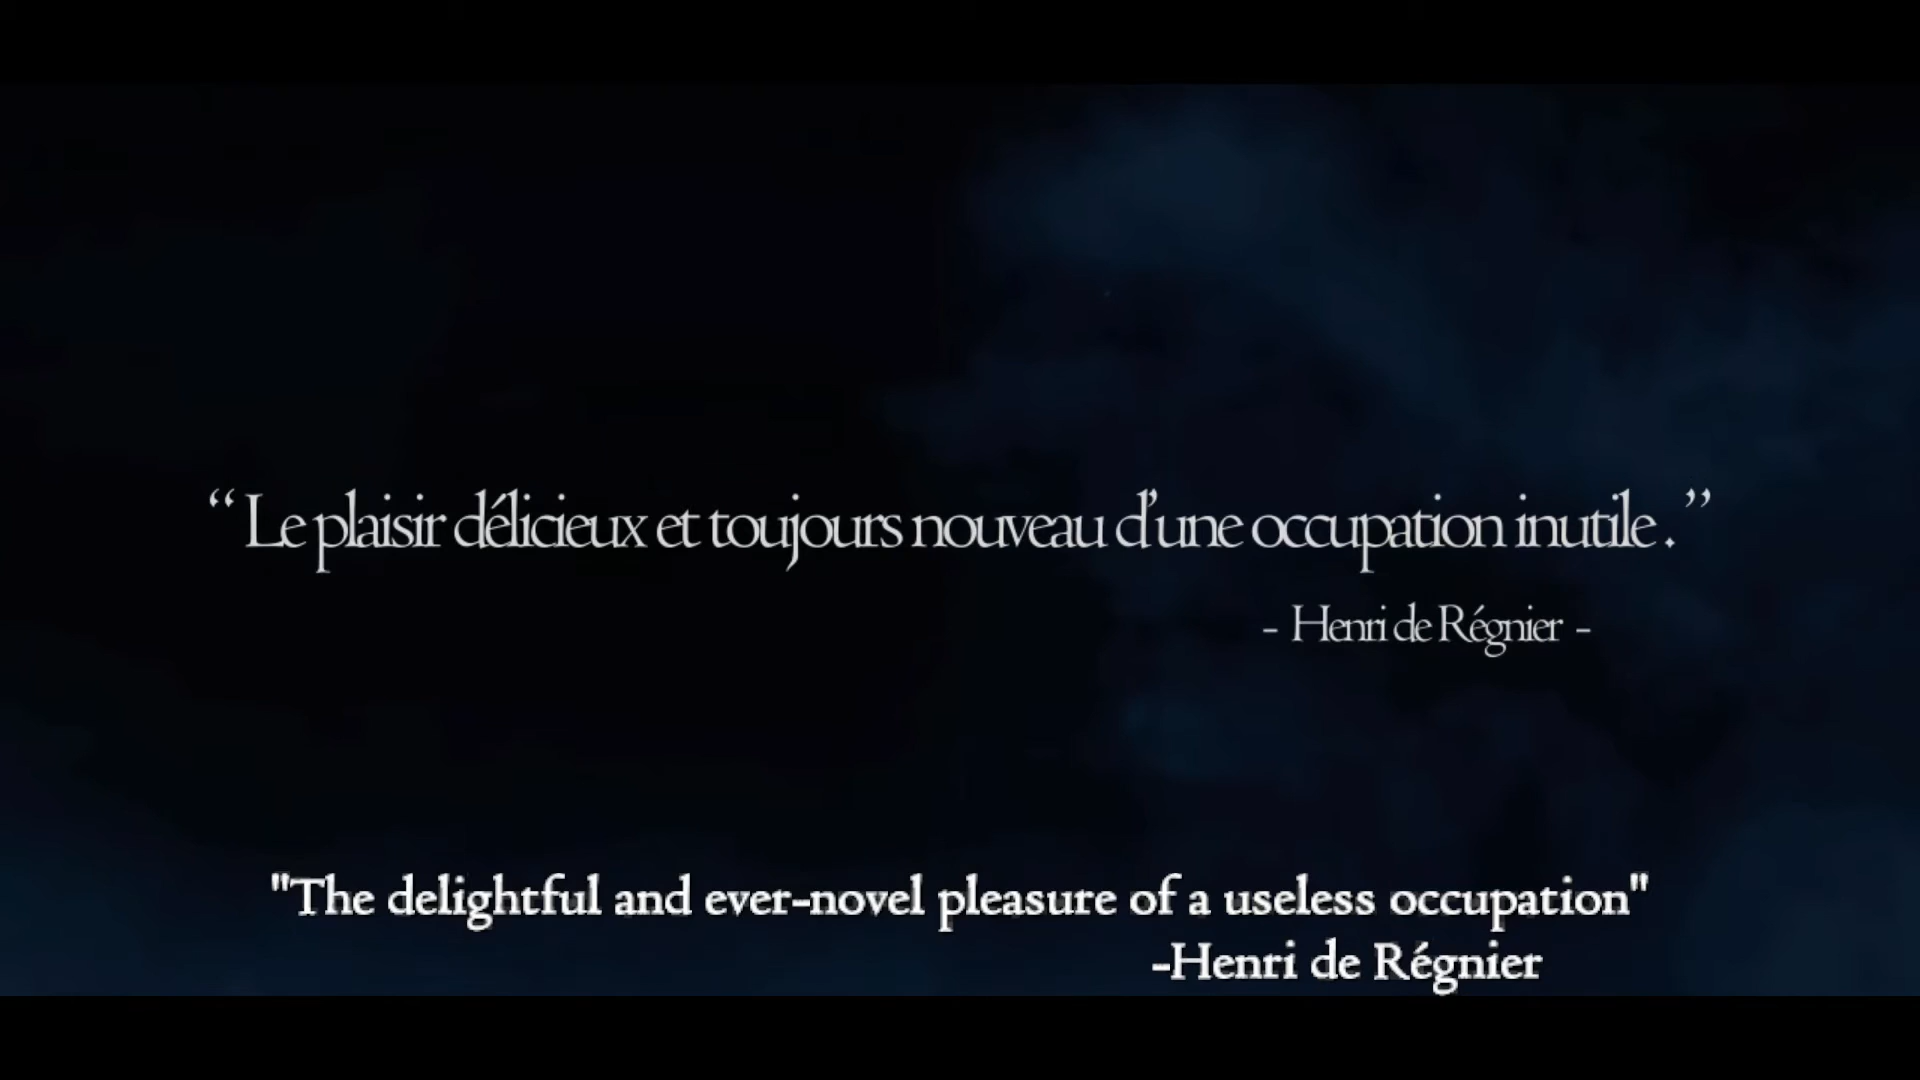 “ Le plaisir délicieux et toujours nouveau d'une occupation inutile. ”
- Henri de Régnier -
"The delightful and ever-novel pleasure of a useless occupation"
-Henri de Régnier